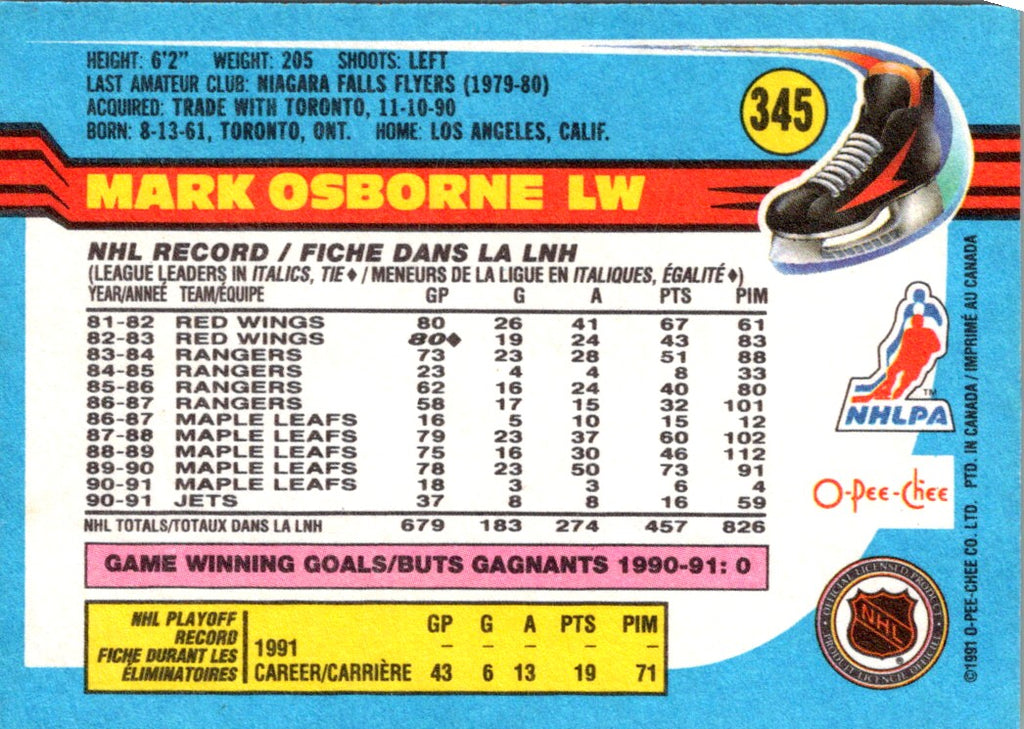 HEIGHT: 6'2" WEIGHT: 205 SHOOTS: LEFT
LAST AMATEUR CLUB: NIAGARA FALLS FLYERS (1979-80)
ACQUIRED: TRADE WITH TORONTO, 11-10-90
BORN: 8-13-61, TORONTO, ONT. HOME: LOS ANGELES, CALIF.
345
MARK OSBORNE LW
NHL RECORD / FICHE DANS LA LNH
(LEAGUE LEADERS IN ITALICS, TIE♦ / MENEURS DE LA LIGUE EN ITALIQUES, ÉGALITÉ♦)
YEAR/ANNEÉ TEAM/ÉQUIPE GP G A PTS PIM
81-82 RED WINGS 80 26 41 67 61
82-83 RED WINGS 80♦ 19 24 43 83
83-84 RANGERS 73 23 28 51 88
84-85 RANGERS 23 4 4 8 33
85-86 RANGERS 62 16 24 40 80
86-87 RANGERS 58 17 15 32 101
86-87 MAPLE LEAFS 16 5 10 15 12
87-88 MAPLE LEAFS 79 23 37 60 102
88-89 MAPLE LEAFS 75 16 30 46 112
89-90 MAPLE LEAFS 78 23 50 73 91
90-91 MAPLE LEAFS 18 3 3 6 4
90-91 JETS 37 8 8 16 59
NHL TOTALS/TOTAUX DANS LA LNH 679 183 274 457 826
GAME WINNING GOALS/BUTS GAGNANTS 1990-91: 0
NHL PLAYOFF
RECORD
FICHE DURANT LES
ÉLIMINATOIRES
GP G A PTS PIM
1991 – – – – –
CAREER/CARRIÈRE 43 6 13 19 71
TM
NHLPA
O-Pee-Chee
OFFICIAL LICENSED PRODUCT
NHL
®
PRODUIT LICENCIÉ OFFICIEL
©1991 O-PEE-CHEE CO. LTD. PTD. IN CANADA / IMPRIMÉ AU CANADA